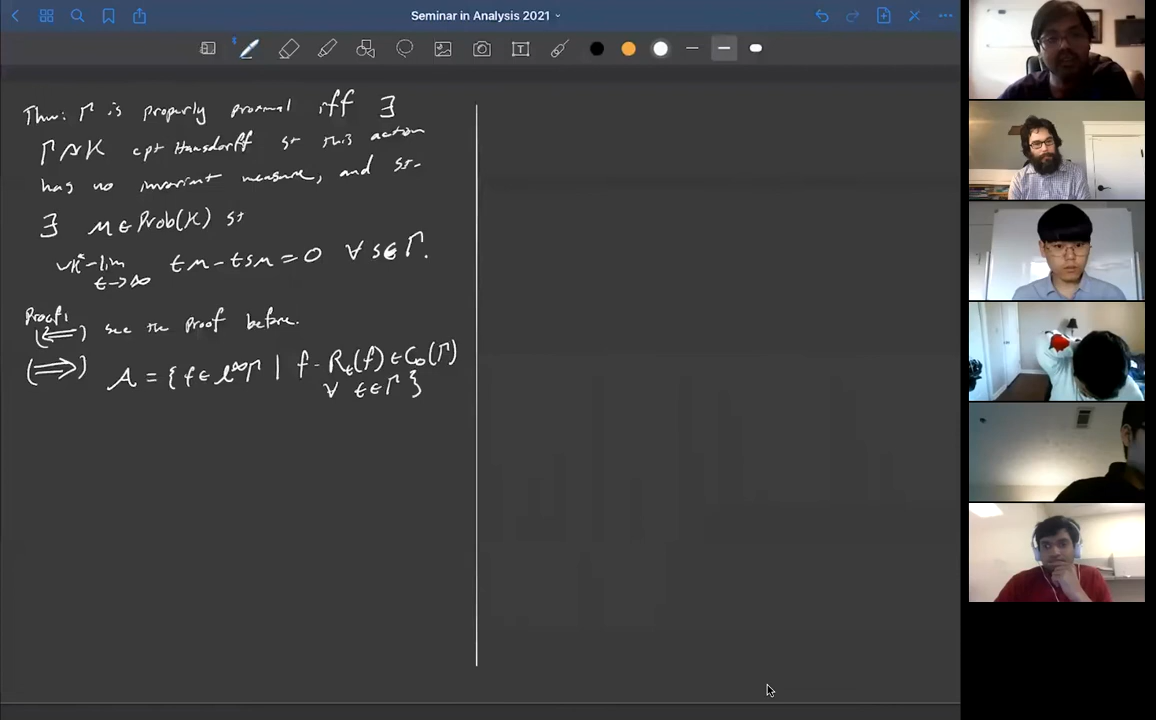 Seminar in Analysis 2021
Thm: Γ is properly proximal iff ∃
Γ ↷ K cpt Hausdorff st this action
has no invariant measure, and st
∃ μ ∈ Prob(K) st
wk*-lim tμ - tsμ = 0 ∀ s ∈ Γ.
t→∞
Proof:
(⟸) see the proof before.
(⟹) A = { f ∈ ℓ^∞Γ | f - R_t(f) ∈ C_0(Γ)
∀ t ∈ Γ }